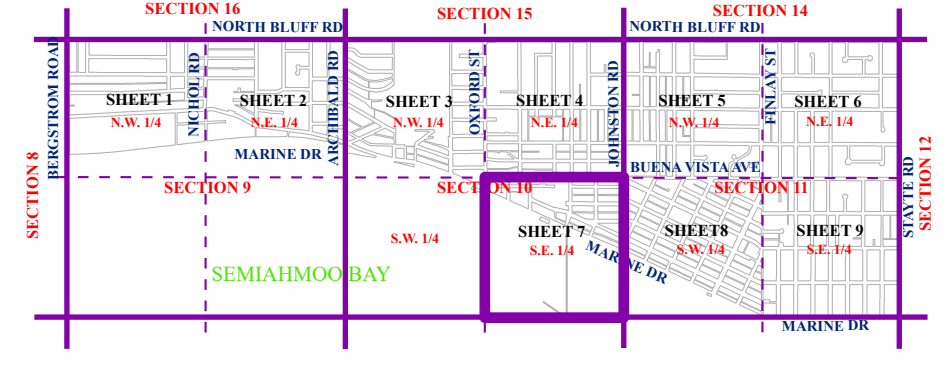 SECTION 16
SECTION 15
SECTION 14
NORTH BLUFF RD
NORTH BLUFF RD
BERGSTROM ROAD
NICHOL RD
ARCHIBALD RD
OXFORD ST
JOHNSTON RD
FINLAY ST
SHEET 1
N.W. 1/4
SHEET 2
N.E. 1/4
SHEET 3
N.W. 1/4
SHEET 4
N.E. 1/4
SHEET 5
N.W. 1/4
SHEET 6
N.E. 1/4
MARINE DR
BUENA VISTA AVE
SECTION 8
SECTION 9
SECTION 10
SECTION 11
STAYTE RD
SECTION 12
S.W. 1/4
SHEET 7
S.E. 1/4
MARINE DR
SHEET8
S.W. 1/4
SHEET 9
S.E. 1/4
SEMIAHMOO BAY
MARINE DR